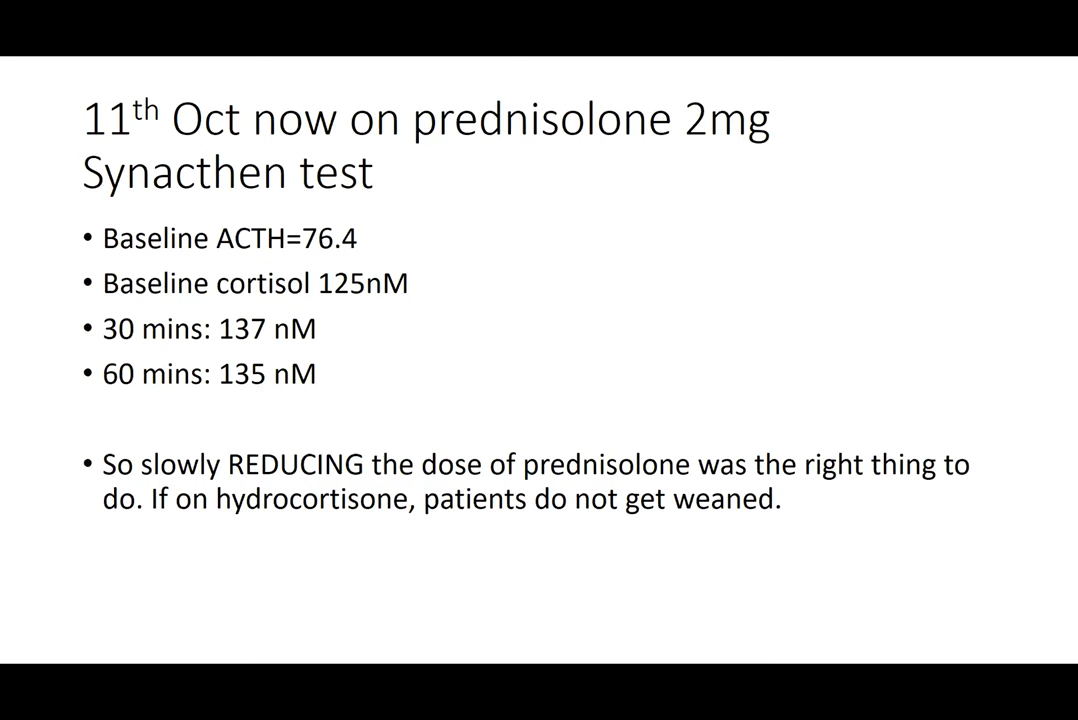 11th Oct now on prednisolone 2mg
Synacthen test
• Baseline ACTH=76.4
• Baseline cortisol 125nM
• 30 mins: 137 nM
• 60 mins: 135 nM
• So slowly REDUCING the dose of prednisolone was the right thing to
do. If on hydrocortisone, patients do not get weaned.